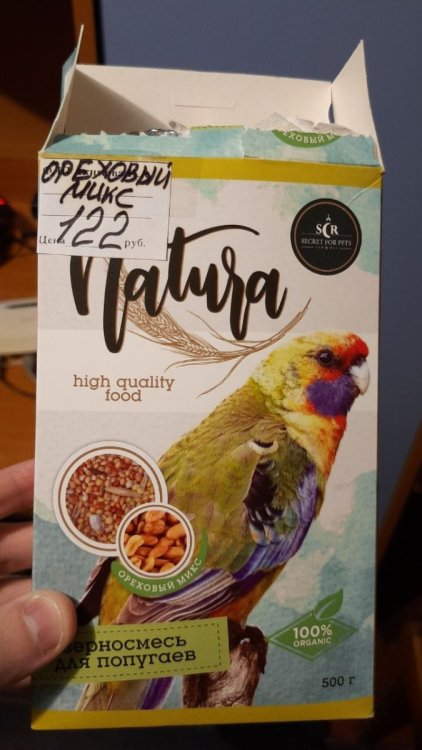 ОРЕХОВЫЙ
ОРЕХОВЫЙ
МИКС
Цена 122 руб.
SCR
SECRET FOR PETS
Natura
high quality
food
ОРЕХОВЫЙ МИКС
100%
ORGANIC
зерносмесь
для попугаев
500 г